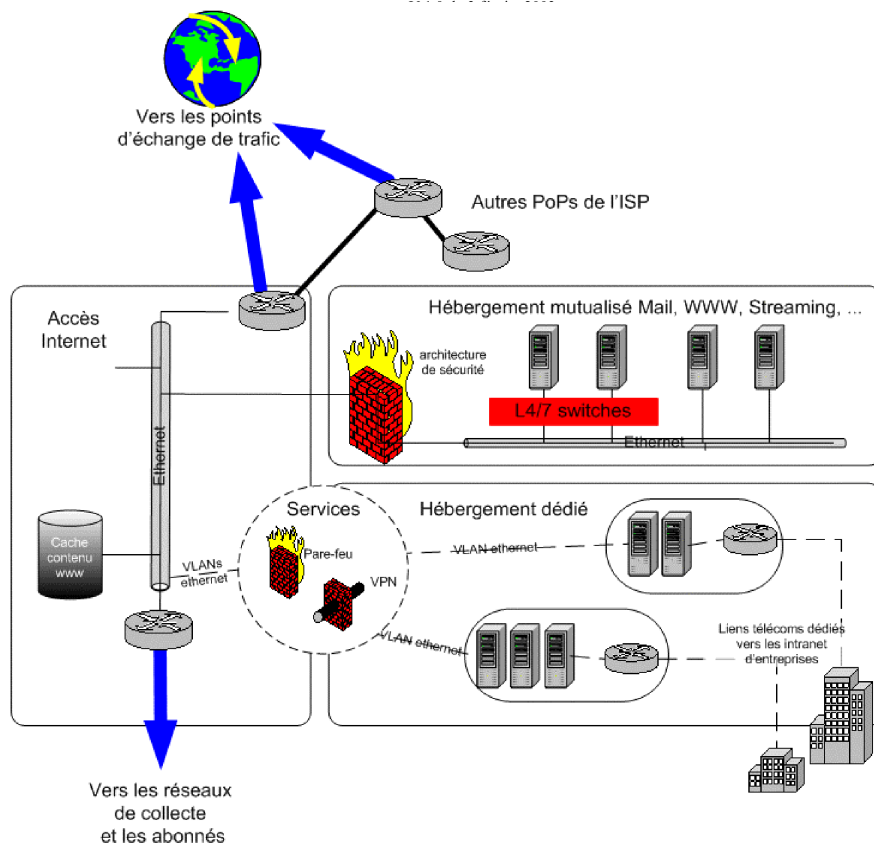 Vers les points
d'échange de trafic
Autres PoPs de l'ISP
Accès
Internet
Hébergement mutualisé Mail, WWW, Streaming, ...
architecture
de sécurité
L4/7 switches
Ethernet
Ethernet
Services
Hébergement dédié
Cache
contenu
www
VLANs
ethernet
Pare-feu
VPN
VLAN ethernet
VLAN ethernet
Liens télécoms dédiés
vers les intranet
d'entreprises
Vers les réseaux
de collecte
et les abonnés